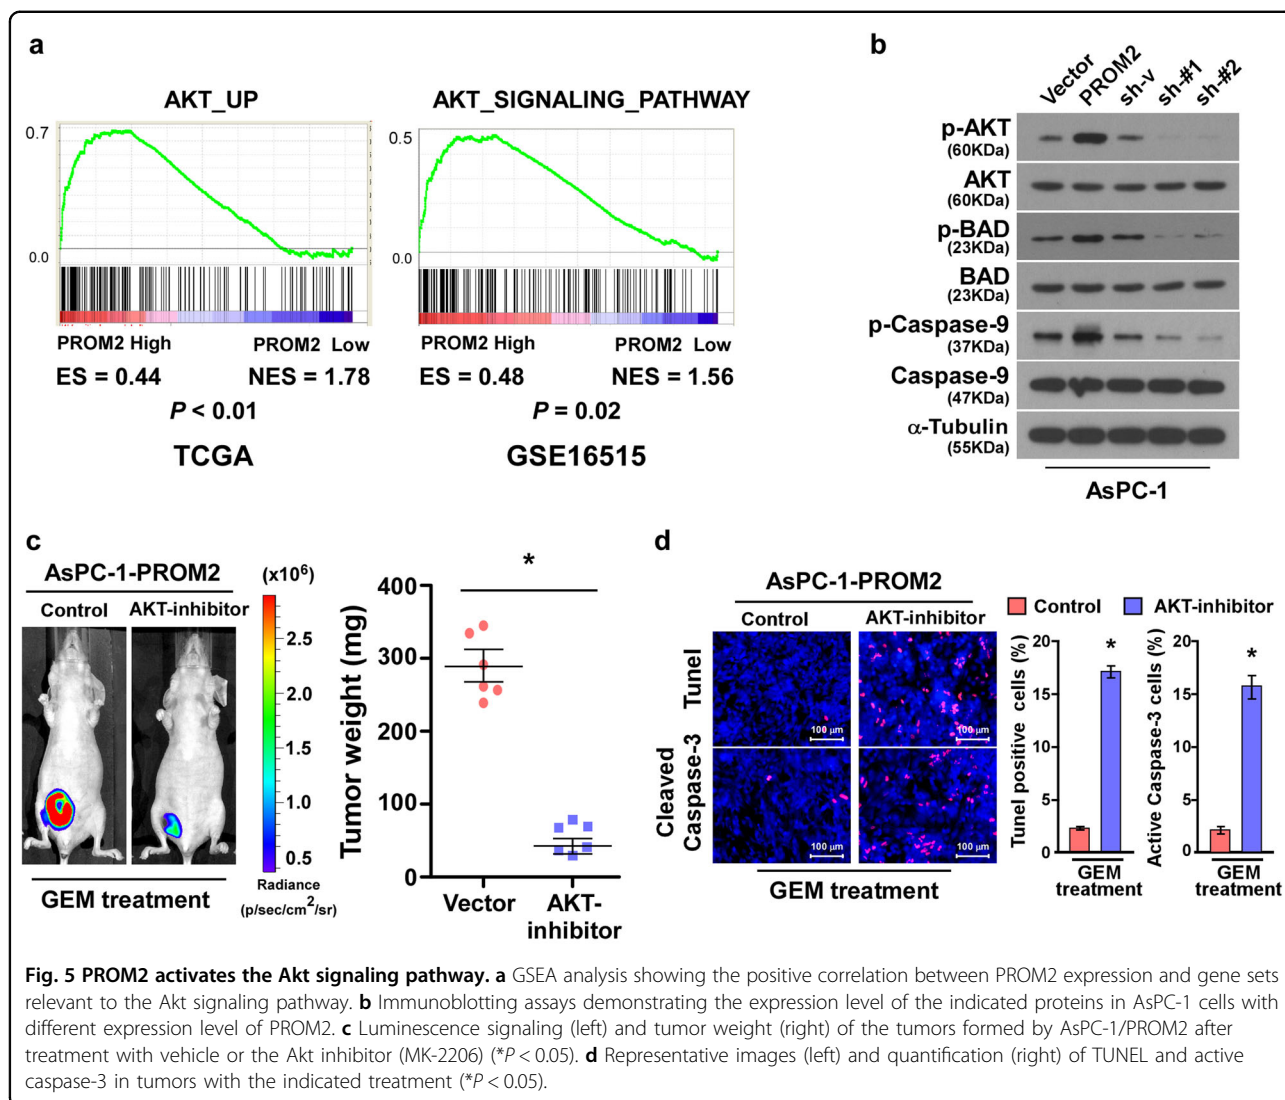 a
AKT_UP
0.7
0.0
PROM2 High PROM2 Low
ES = 0.44 NES = 1.78
P < 0.01
TCGA
AKT_SIGNALING_PATHWAY
0.5
0.0
PROM2 High PROM2 Low
ES = 0.48 NES = 1.56
P = 0.02
GSE16515
b
Vector PROM2 sh-v sh-#1 sh-#2
p-AKT
(60KDa)
AKT
(60KDa)
p-BAD
(23KDa)
BAD
(23KDa)
p-Caspase-9
(37KDa)
Caspase-9
(47KDa)
α-Tubulin
(55KDa)
AsPC-1
c
AsPC-1-PROM2
Control AKT-inhibitor
GEM treatment
(x10⁶)
2.5
2.0
1.5
1.0
0.5
Radiance
(p/sec/cm²/sr)
*
Tumor weight (mg)
400
300
200
100
0
Vector AKT-
inhibitor
d
AsPC-1-PROM2
Control AKT-inhibitor
Tunel
100 µm 100 µm
Cleaved
Caspase-3
100 µm 100 µm
GEM treatment
Control AKT-inhibitor
Tunel positive cells (%)
20
15
10
5
0
*
GEM
treatment
Active Caspase-3 cells (%)
20
15
10
5
0
*
GEM
treatment
Fig. 5 PROM2 activates the Akt signaling pathway. a GSEA analysis showing the positive correlation between PROM2 expression and gene sets
relevant to the Akt signaling pathway. b Immunoblotting assays demonstrating the expression level of the indicated proteins in AsPC-1 cells with
different expression level of PROM2. c Luminescence signaling (left) and tumor weight (right) of the tumors formed by AsPC-1/PROM2 after
treatment with vehicle or the Akt inhibitor (MK-2206) (*P < 0.05). d Representative images (left) and quantification (right) of TUNEL and active
caspase-3 in tumors with the indicated treatment (*P < 0.05).